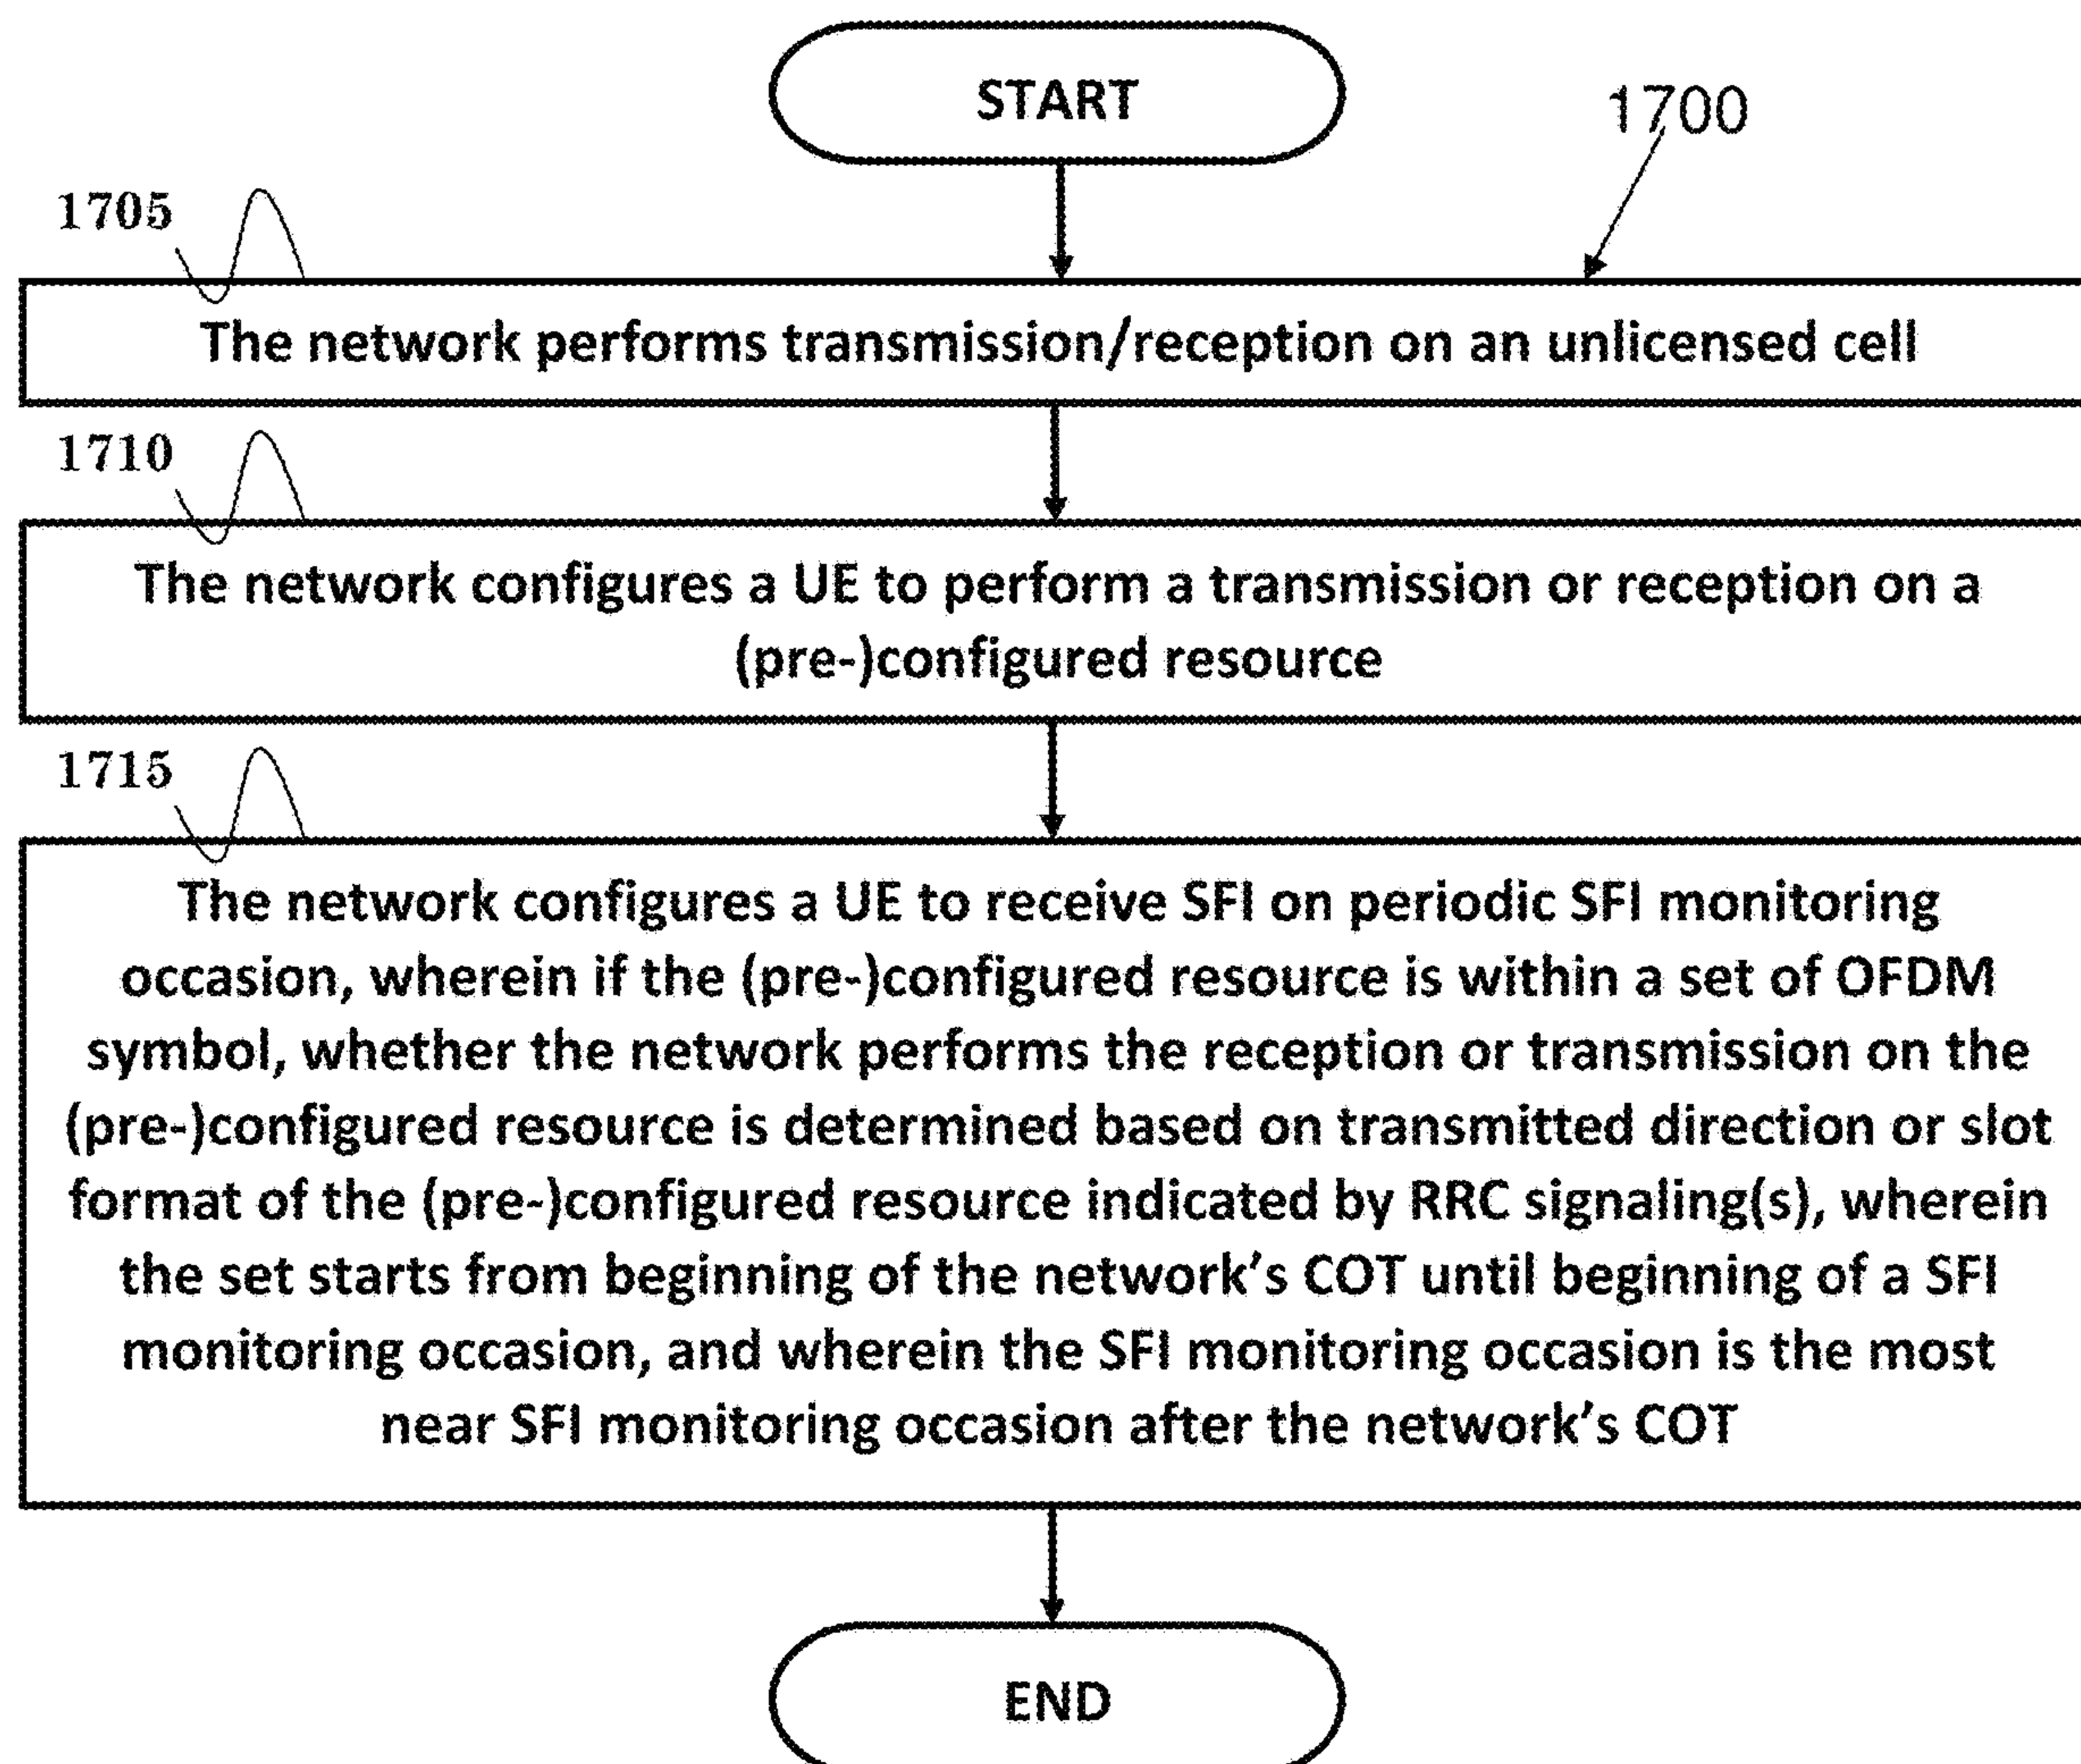 START
1700
1705
The network performs transmission/reception on an unlicensed cell
1710
The network configures a UE to perform a transmission or reception on a
(pre-)configured resource
1715
The network configures a UE to receive SFI on periodic SFI monitoring
occasion, wherein if the (pre-)configured resource is within a set of OFDM
symbol, whether the network performs the reception or transmission on the
(pre-)configured resource is determined based on transmitted direction or slot
format of the (pre-)configured resource indicated by RRC signaling(s), wherein
the set starts from beginning of the network's COT until beginning of a SFI
monitoring occasion, and wherein the SFI monitoring occasion is the most
near SFI monitoring occasion after the network's COT
END